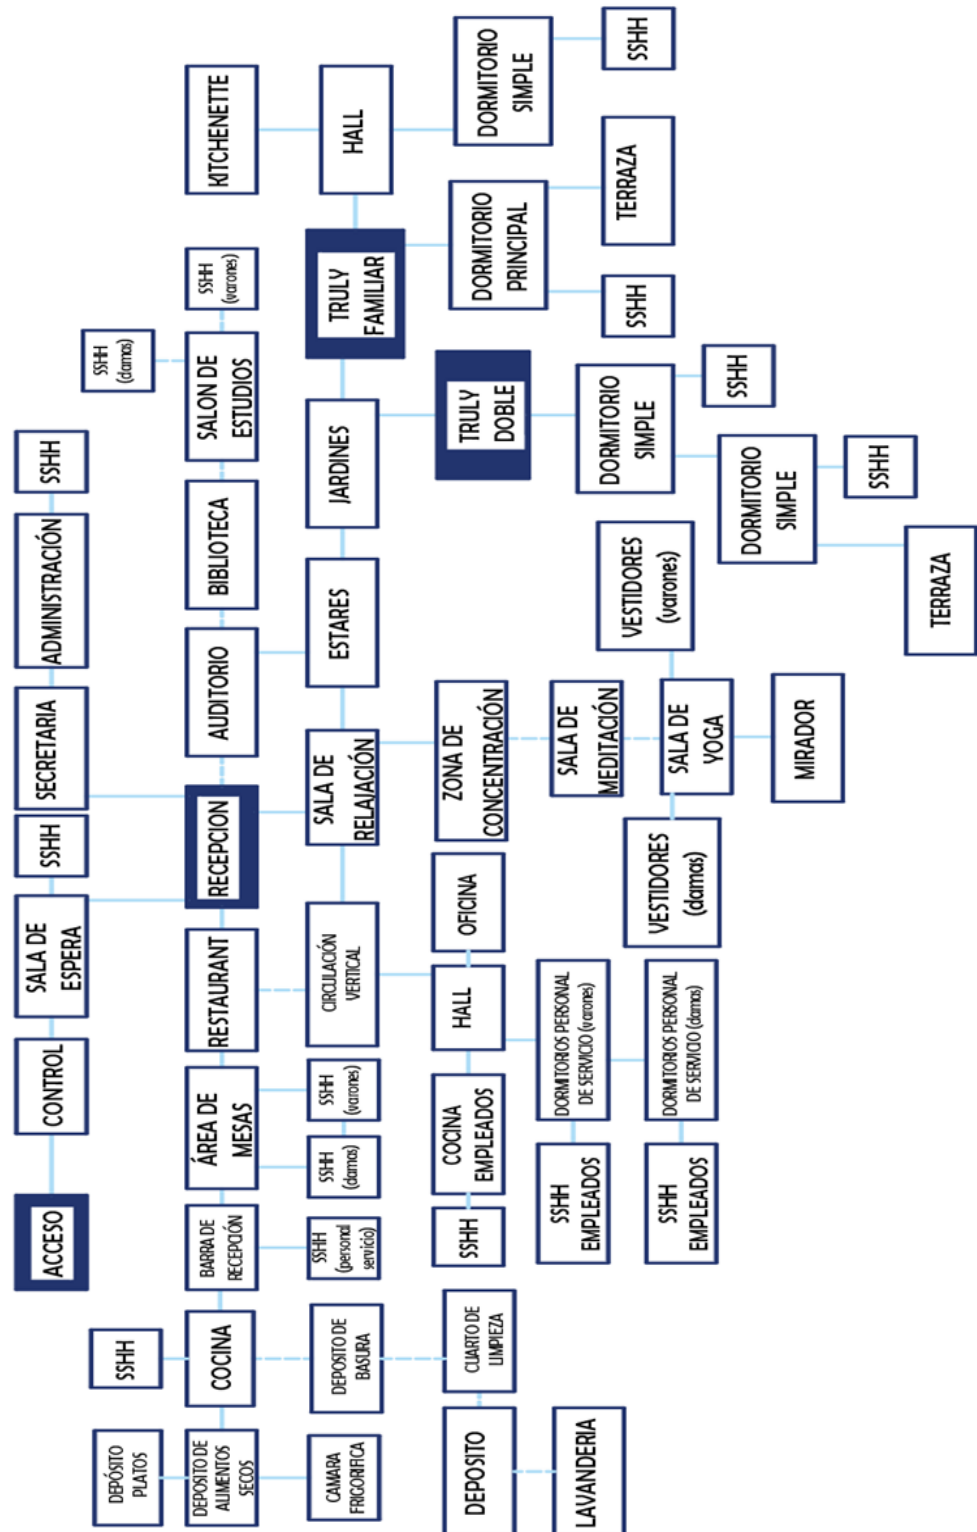 ACCESO
CONTROL
SALA DE
ESPERA
SSHH
SECRETARIA
ADMINISTRACIÓN
SSHH
DEPÓSITO
PLATOS
SSHH
SSHH
(damas)
DEPOSITO DE
ALIMENTOS
SECOS
COCINA
BARRA DE
RECEPCIÓN
ÁREA DE
MESAS
RESTAURANT
RECEPCION
AUDITORIO
BIBLIOTECA
SALON DE
ESTUDIOS
SSHH
(varones)
KITCHENETTE
CAMARA
FRIGORIFICA
DEPOSITO DE
BASURA
SSHH
(personal
servicio)
SSHH
(damas)
SSHH
(varones)
CIRCULACIÓN
VERTICAL
SALA DE
RELAJACIÓN
ESTARES
JARDINES
TRULY
FAMILIAR
HALL
DEPOSITO
CUARTO DE
LIMPIEZA
SSHH
COCINA
EMPLEADOS
HALL
OFICINA
ZONA DE
CONCENTRACIÓN
TRULY
DOBLE
DORMITORIO
PRINCIPAL
DORMITORIO
SIMPLE
LAVANDERIA
SSHH
EMPLEADOS
DORMITORIOS PERSONAL
DE SERVICIO (varones)
SALA DE
MEDITACIÓN
DORMITORIO
SIMPLE
SSHH
TERRAZA
SSHH
SSHH
EMPLEADOS
DORMITORIOS PERSONAL
DE SERVICIO (damas)
VESTIDORES
(damas)
SALA DE
YOGA
VESTIDORES
(varones)
SSHH
MIRADOR
DORMITORIO
SIMPLE
SSHH
TERRAZA